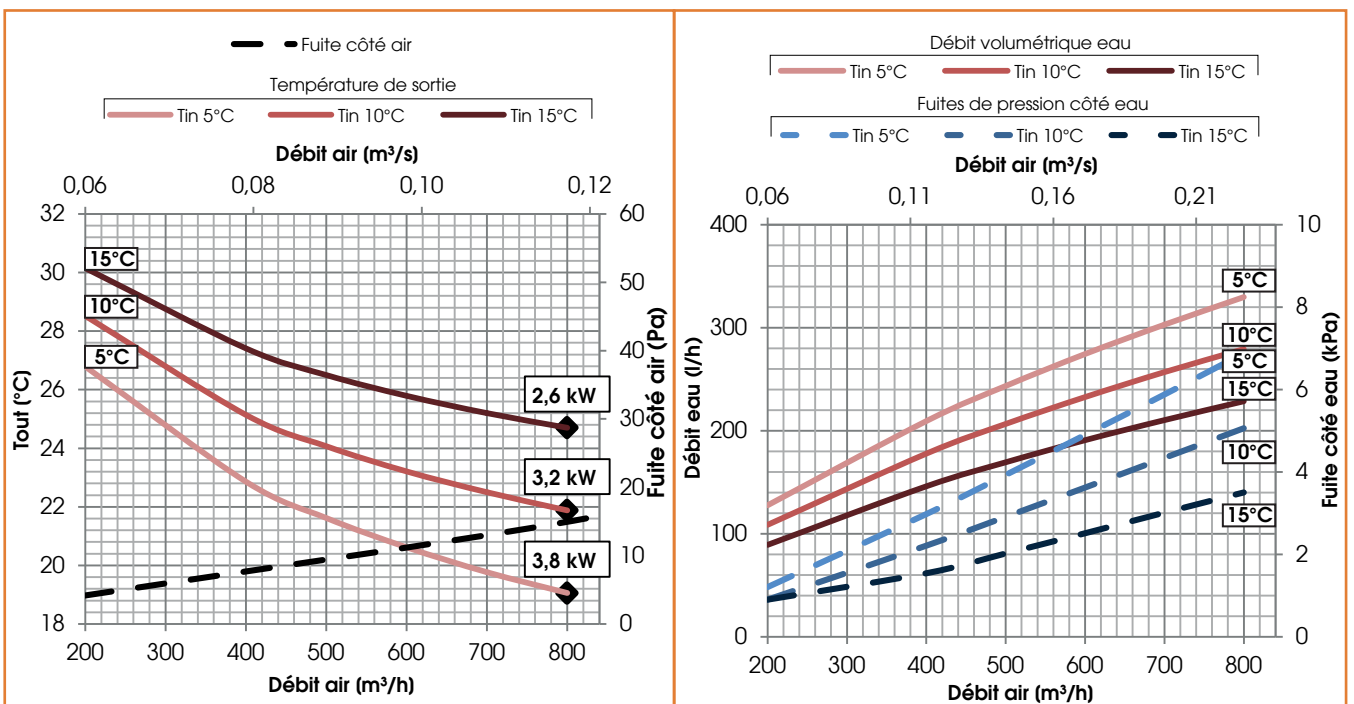 Fuite côté air
Température de sortie
Tin 5°C Tin 10°C Tin 15°C
Débit air (m³/s)
0,06 0,08 0,10 0,12
32 60
30 50
28 40
26 30
24 20
22 10
20 0
18
15°C
10°C
5°C
2,6 kW
3,2 kW
3,8 kW
Tout (°C)
Fuite côté air (Pa)
200 300 400 500 600 700 800
Débit air (m³/h)
Débit volumétrique eau
Tin 5°C Tin 10°C Tin 15°C
Fuites de pression côté eau
Tin 5°C Tin 10°C Tin 15°C
Débit air (m³/s)
0,06 0,11 0,16 0,21
400 10
300 8
200 6
100 4
0 2
0
5°C
10°C
5°C
15°C
10°C
15°C
Débit eau (l/h)
Fuite côté eau (kPa)
200 300 400 500 600 700 800
Débit air (m³/h)